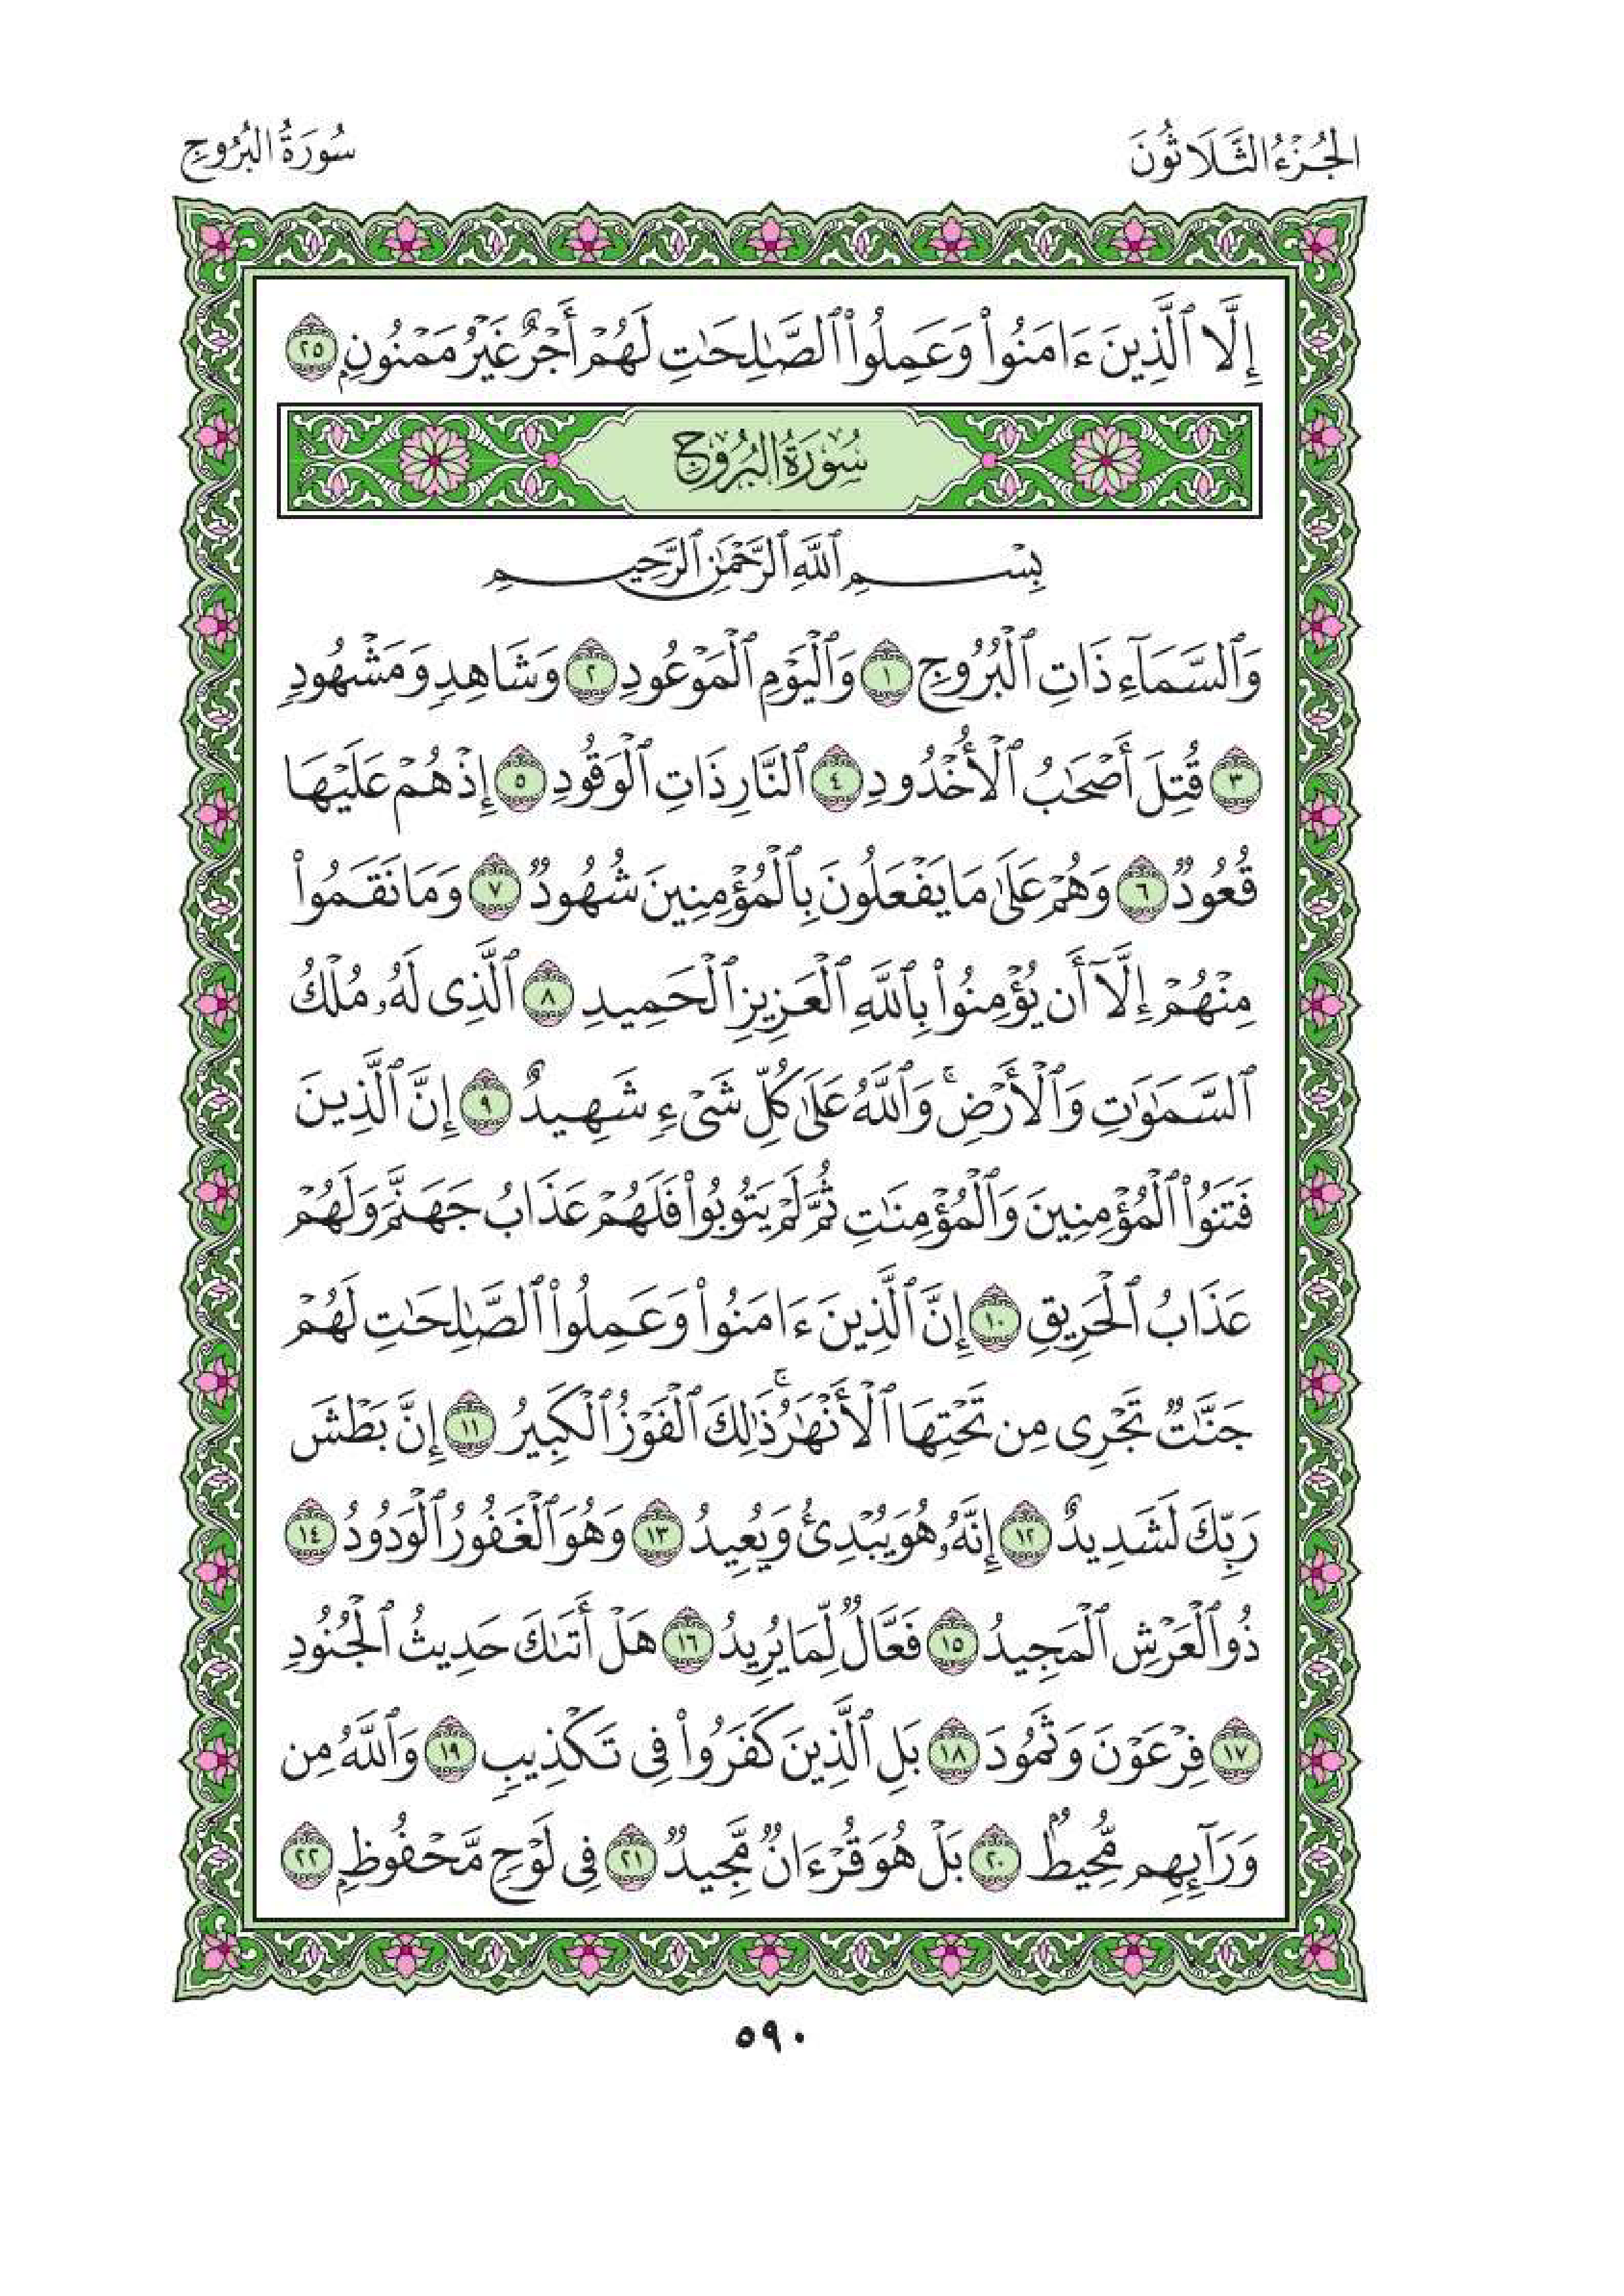 الجُزْءُ الثَّلَاثُونَ
سُورَةُ البُرُوجِ
إِلَّا ٱلَّذِينَ ءَامَنُوا۟ وَعَمِلُوا۟ ٱلصَّـٰلِحَـٰتِ لَهُمْ أَجْرٌ غَيْرُ مَمْنُونٍۭ ٢٥
سُورَةُ البُرُوجِ
بِسْمِ ٱللَّهِ ٱلرَّحْمَـٰنِ ٱلرَّحِيمِ
وَٱلسَّمَآءِ ذَاتِ ٱلْبُرُوجِ ١ وَٱلْيَوْمِ ٱلْمَوْعُودِ ٢ وَشَاهِدٍ وَمَشْهُودٍ
٣ قُتِلَ أَصْحَـٰبُ ٱلْأُخْدُودِ ٤ ٱلنَّارِ ذَاتِ ٱلْوَقُودِ ٥ إِذْ هُمْ عَلَيْهَا
قُعُودٌ ٦ وَهُمْ عَلَىٰ مَا يَفْعَلُونَ بِٱلْمُؤْمِنِينَ شُهُودٌ ٧ وَمَا نَقَمُوا۟
مِنْهُمْ إِلَّآ أَن يُؤْمِنُوا۟ بِٱللَّهِ ٱلْعَزِيزِ ٱلْحَمِيدِ ٨ ٱلَّذِى لَهُۥ مُلْكُ
ٱلسَّمَـٰوَٰتِ وَٱلْأَرْضِ ۚ وَٱللَّهُ عَلَىٰ كُلِّ شَىْءٍ شَهِيدٌ ٩ إِنَّ ٱلَّذِينَ
فَتَنُوا۟ ٱلْمُؤْمِنِينَ وَٱلْمُؤْمِنَـٰتِ ثُمَّ لَمْ يَتُوبُوا۟ فَلَهُمْ عَذَابُ جَهَنَّمَ وَلَهُمْ
عَذَابُ ٱلْحَرِيقِ ١٠ إِنَّ ٱلَّذِينَ ءَامَنُوا۟ وَعَمِلُوا۟ ٱلصَّـٰلِحَـٰتِ لَهُمْ
جَنَّـٰتٌ تَجْرِى مِن تَحْتِهَا ٱلْأَنْهَـٰرُ ۚ ذَٰلِكَ ٱلْفَوْزُ ٱلْكَبِيرُ ١١ إِنَّ بَطْشَ
رَبِّكَ لَشَدِيدٌ ١٢ إِنَّهُۥ هُوَ يُبْدِئُ وَيُعِيدُ ١٣ وَهُوَ ٱلْغَفُورُ ٱلْوَدُودُ ١٤
ذُو ٱلْعَرْشِ ٱلْمَجِيدُ ١٥ فَعَّالٌ لِّمَا يُرِيدُ ١٦ هَلْ أَتَىٰكَ حَدِيثُ ٱلْجُنُودِ
١٧ فِرْعَوْنَ وَثَمُودَ ١٨ بَلِ ٱلَّذِينَ كَفَرُوا۟ فِى تَكْذِيبٍ ١٩ وَٱللَّهُ مِن
وَرَآئِهِم مُّحِيطٌۢ ٢٠ بَلْ هُوَ قُرْءَانٌ مَّجِيدٌ ٢١ فِى لَوْحٍ مَّحْفُوظٍۭ ٢٢
٥٩٠